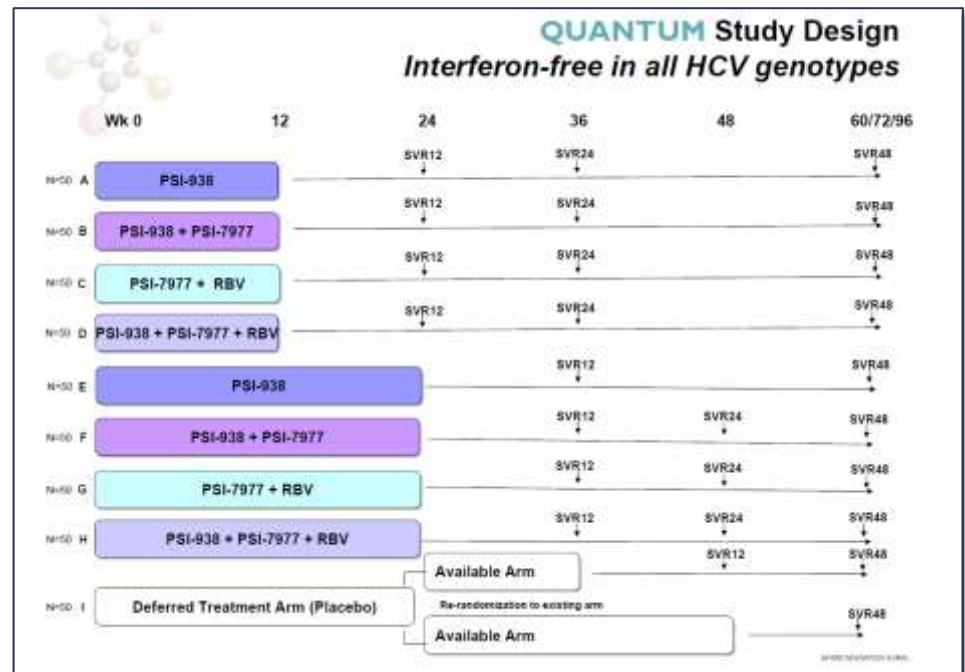 QUANTUM Study Design
Interferon-free in all HCV genotypes
Wk 0 12 24 36 48 60/72/96
SVR12 SVR24 SVR48
N=50 A PSI-938
SVR12 SVR24 SVR48
N=50 B PSI-938 + PSI-7977
SVR12 SVR24 SVR48
N=50 C PSI-7977 + RBV
SVR12 SVR24 SVR48
N=50 D PSI-938 + PSI-7977 + RBV
SVR12 SVR48
N=50 E PSI-938
SVR12 SVR24 SVR48
N=50 F PSI-938 + PSI-7977
SVR12 SVR24 SVR48
N=50 G PSI-7977 + RBV
SVR12 SVR24 SVR48
N=50 H PSI-938 + PSI-7977 + RBV
SVR12 SVR48
Available Arm
N=50 I Deferred Treatment Arm (Placebo) Re-randomization to existing arm
SVR48
Available Arm